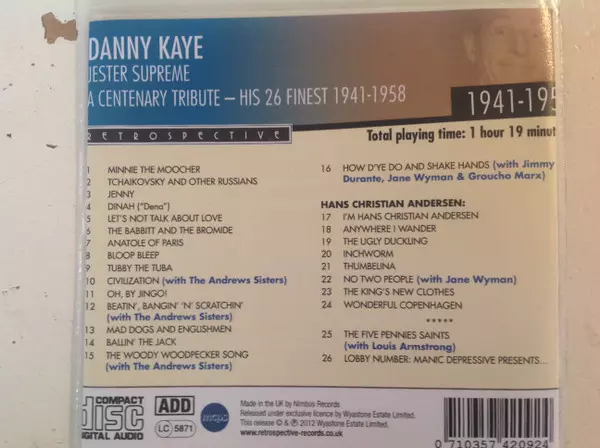 DANNY KAYE
JESTER SUPREME
A CENTENARY TRIBUTE – HIS 26 FINEST 1941-1958
1941-195
RETROSPECTIVE
Total playing time: 1 hour 19 minut
1 MINNIE THE MOOCHER
2 TCHAIKOVSKY AND OTHER RUSSIANS
3 JENNY
4 DINAH ("Dena")
5 LET'S NOT TALK ABOUT LOVE
6 THE BABBITT AND THE BROMIDE
7 ANATOLE OF PARIS
8 BLOOP BLEEP
9 TUBBY THE TUBA
10 CIVILIZATION (with The Andrews Sisters)
11 OH, BY JINGO!
12 BEATIN', BANGIN' 'N' SCRATCHIN'
(with The Andrews Sisters)
13 MAD DOGS AND ENGLISHMEN
14 BALLIN' THE JACK
15 THE WOODY WOODPECKER SONG
(with The Andrews Sisters)
16 HOW D'YE DO AND SHAKE HANDS (with Jimmy
Durante, Jane Wyman & Groucho Marx)
HANS CHRISTIAN ANDERSEN:
17 I'M HANS CHRISTIAN ANDERSEN
18 ANYWHERE I WANDER
19 THE UGLY DUCKLING
20 INCHWORM
21 THUMBELINA
22 NO TWO PEOPLE (with Jane Wyman)
23 THE KING'S NEW CLOTHES
24 WONDERFUL COPENHAGEN
*****
25 THE FIVE PENNIES SAINTS
(with Louis Armstrong)
26 LOBBY NUMBER: MANIC DEPRESSIVE PRESENTS...
COMPACT
disc
DIGITAL AUDIO
ADD
LC 5871
mcps
Made in the UK by Nimbus Records
Released under exclusive licence by Wyastone Estate Limited.
This release © & ℗ 2012 Wyastone Estate Limited.
www.retrospective-records.co.uk
0 710357 420924